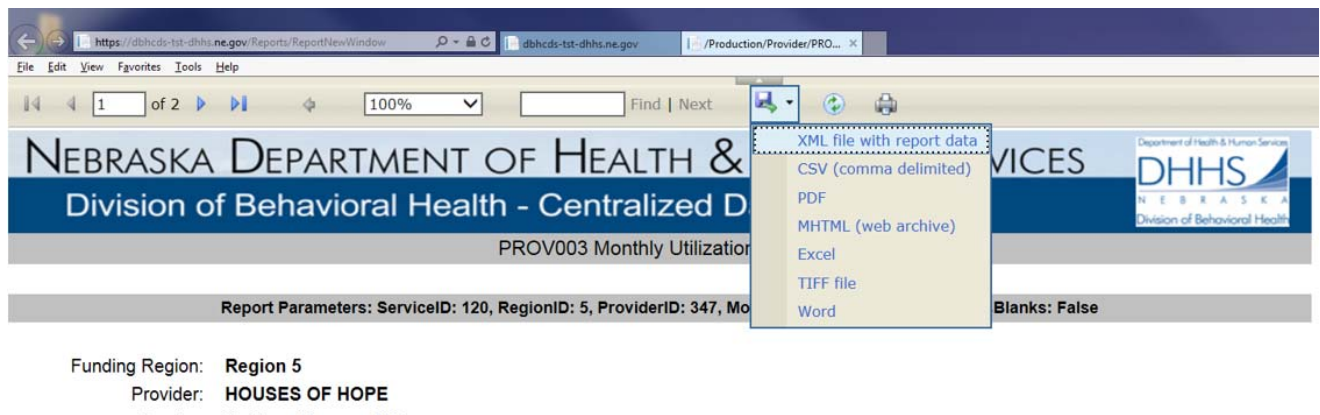 https://dbhcds-tst-dhhs.ne.gov/Reports/ReportNewWindow
dbhcds-tst-dhhs.ne.gov
/Production/Provider/PRO... ×
File Edit View Favorites Tools Help
1 of 2
100%
Find | Next
NEBRASKA DEPARTMENT OF HEALTH &
VICES
Department of Health & Human Services
DHHS
NEBRASKA
Division of Behavioral Health
Division of Behavioral Health - Centralized D
XML file with report data
CSV (comma delimited)
PDF
MHTML (web archive)
Excel
TIFF file
Word
PROV003 Monthly Utilization
Report Parameters: ServiceID: 120, RegionID: 5, ProviderID: 347, Mo
Blanks: False
Funding Region: Region 5
Provider: HOUSES OF HOPE